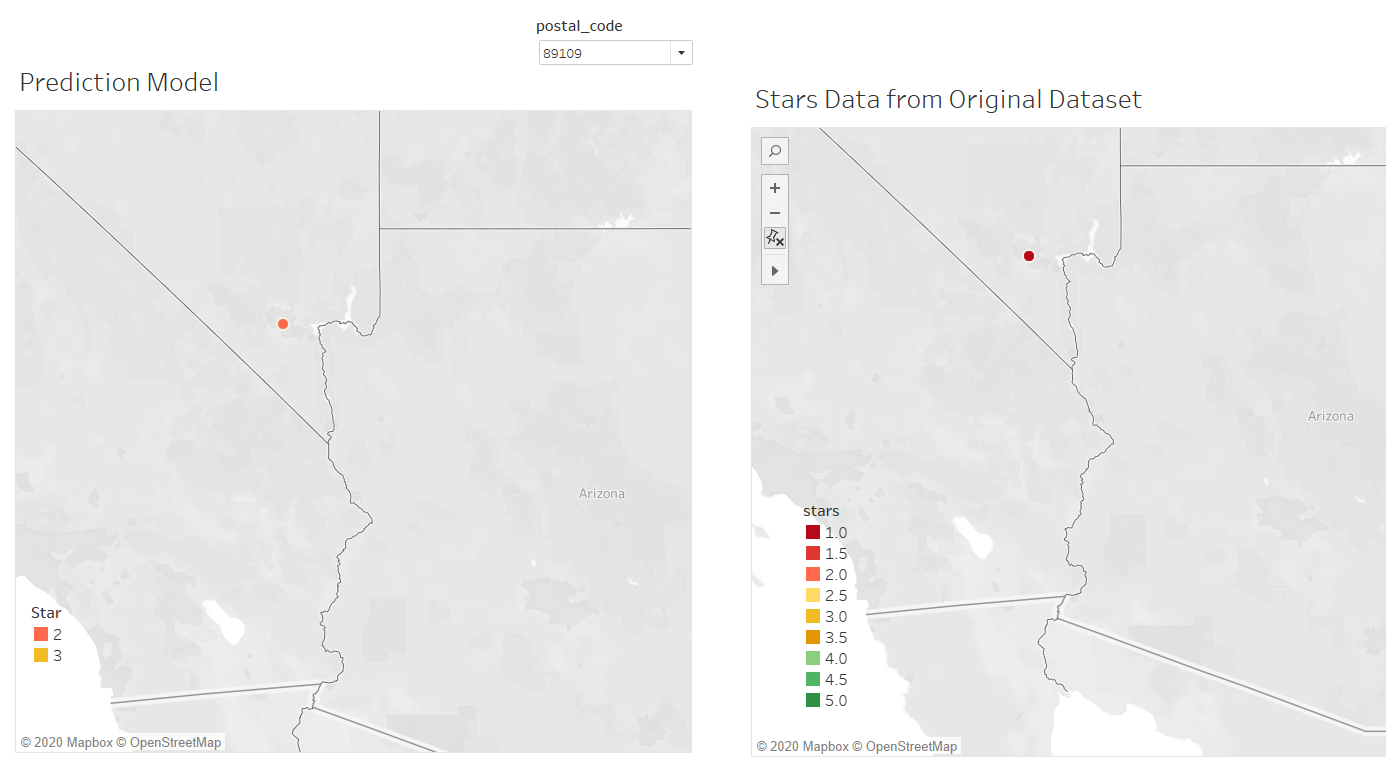 postal_code
89109
Prediction Model
Arizona
Star
2
3
© 2020 Mapbox © OpenStreetMap
Stars Data from Original Dataset
Arizona
stars
1.0
1.5
2.0
2.5
3.0
3.5
4.0
4.5
5.0
© 2020 Mapbox © OpenStreetMap